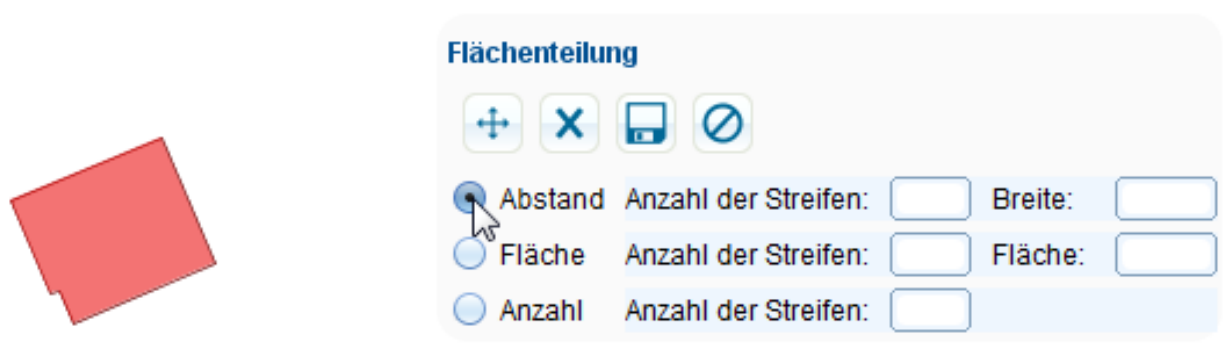 Flächenteilung
Abstand Anzahl der Streifen: Breite:
Fläche Anzahl der Streifen: Fläche:
Anzahl Anzahl der Streifen: